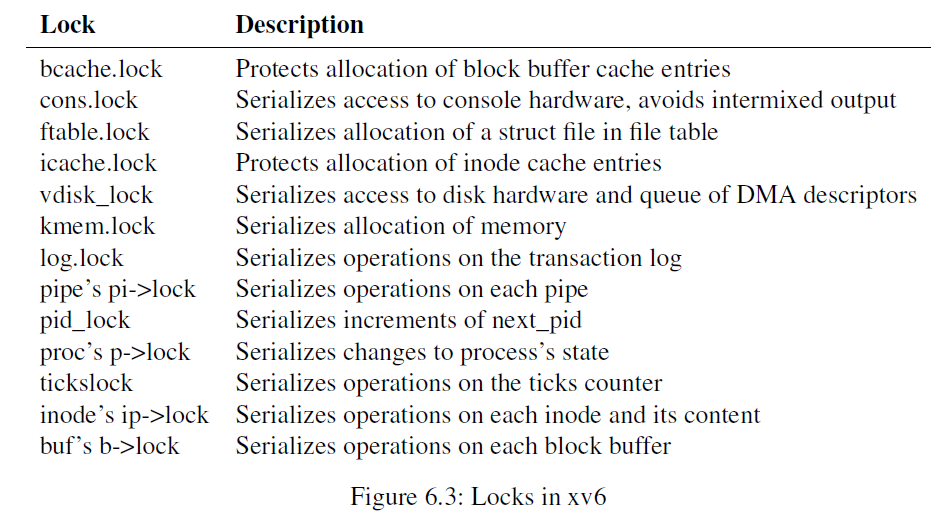 Lock Description
bcache.lock Protects allocation of block buffer cache entries
cons.lock Serializes access to console hardware, avoids intermixed output
ftable.lock Serializes allocation of a struct file in file table
icache.lock Protects allocation of inode cache entries
vdisk_lock Serializes access to disk hardware and queue of DMA descriptors
kmem.lock Serializes allocation of memory
log.lock Serializes operations on the transaction log
pipe’s pi->lock Serializes operations on each pipe
pid_lock Serializes increments of next_pid
proc’s p->lock Serializes changes to process’s state
tickslock Serializes operations on the ticks counter
inode’s ip->lock Serializes operations on each inode and its content
buf’s b->lock Serializes operations on each block buffer
Figure 6.3: Locks in xv6